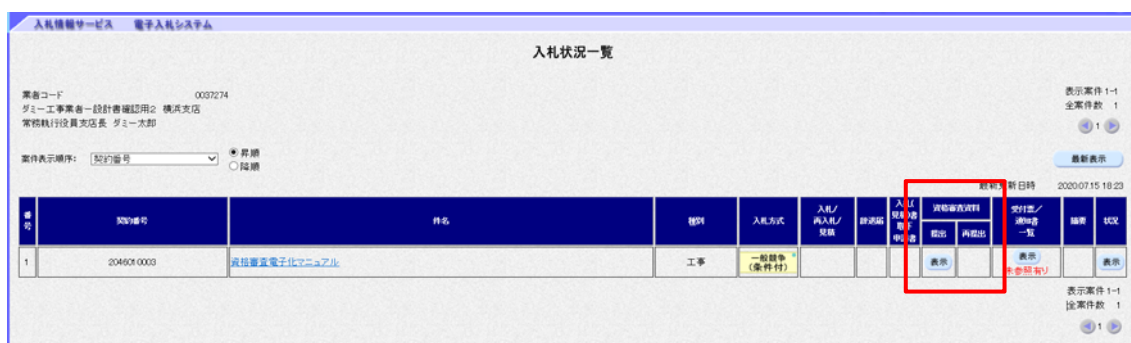 入札情報サービス 電子入札システム
入札状況一覧
業者コード 0037274
ダミー工事業者－設計書確認用2 横浜支店
常務執行役員支店長 ダミー太郎
表示案件 1-1
全案件数 1
1
案件表示順序: 契約番号 昇順
降順
最新表示
最新更新日時 2020.07.15 18:23
番号 契約番号 件名 種別 入札方式 入札/再入札/見積 辞退届 入札(見積)書取下申請書 資格審査資料 提出 再提出 受付票/通知書一覧 摘要 状況
1 204601 0003 資格審査電子化マニュアル 工事 一般競争(条件付) 表示 表示 未参照有り 表示
表示案件 1-1
全案件数 1
1